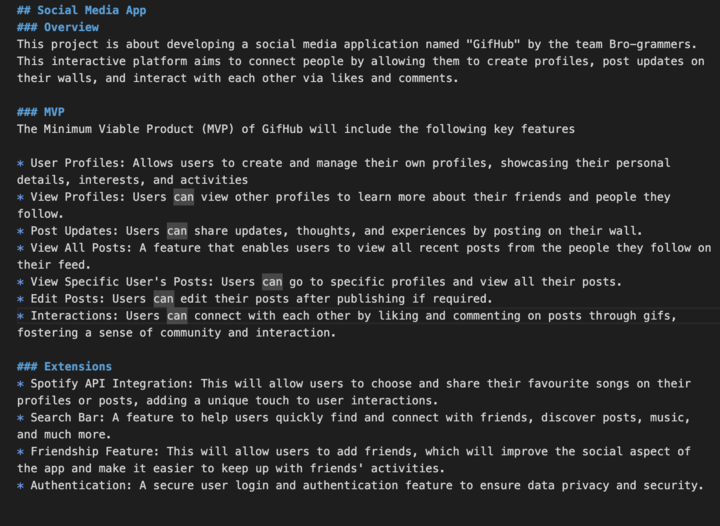 ## Social Media App
### Overview
This project is about developing a social media application named "GifHub" by the team Bro-grammers.
This interactive platform aims to connect people by allowing them to create profiles, post updates on
their walls, and interact with each other via likes and comments.
### MVP
The Minimum Viable Product (MVP) of GifHub will include the following key features
* User Profiles: Allows users to create and manage their own profiles, showcasing their personal
details, interests, and activities
* View Profiles: Users can view other profiles to learn more about their friends and people they
follow.
* Post Updates: Users can share updates, thoughts, and experiences by posting on their wall.
* View All Posts: A feature that enables users to view all recent posts from the people they follow on
their feed.
* View Specific User's Posts: Users can go to specific profiles and view all their posts.
* Edit Posts: Users can edit their posts after publishing if required.
* Interactions: Users can connect with each other by liking and commenting on posts through gifs,
fostering a sense of community and interaction.
### Extensions
* Spotify API Integration: This will allow users to choose and share their favourite songs on their
profiles or posts, adding a unique touch to user interactions.
* Search Bar: A feature to help users quickly find and connect with friends, discover posts, music,
and much more.
* Friendship Feature: This will allow users to add friends, which will improve the social aspect of
the app and make it easier to keep up with friends' activities.
* Authentication: A secure user login and authentication feature to ensure data privacy and security.